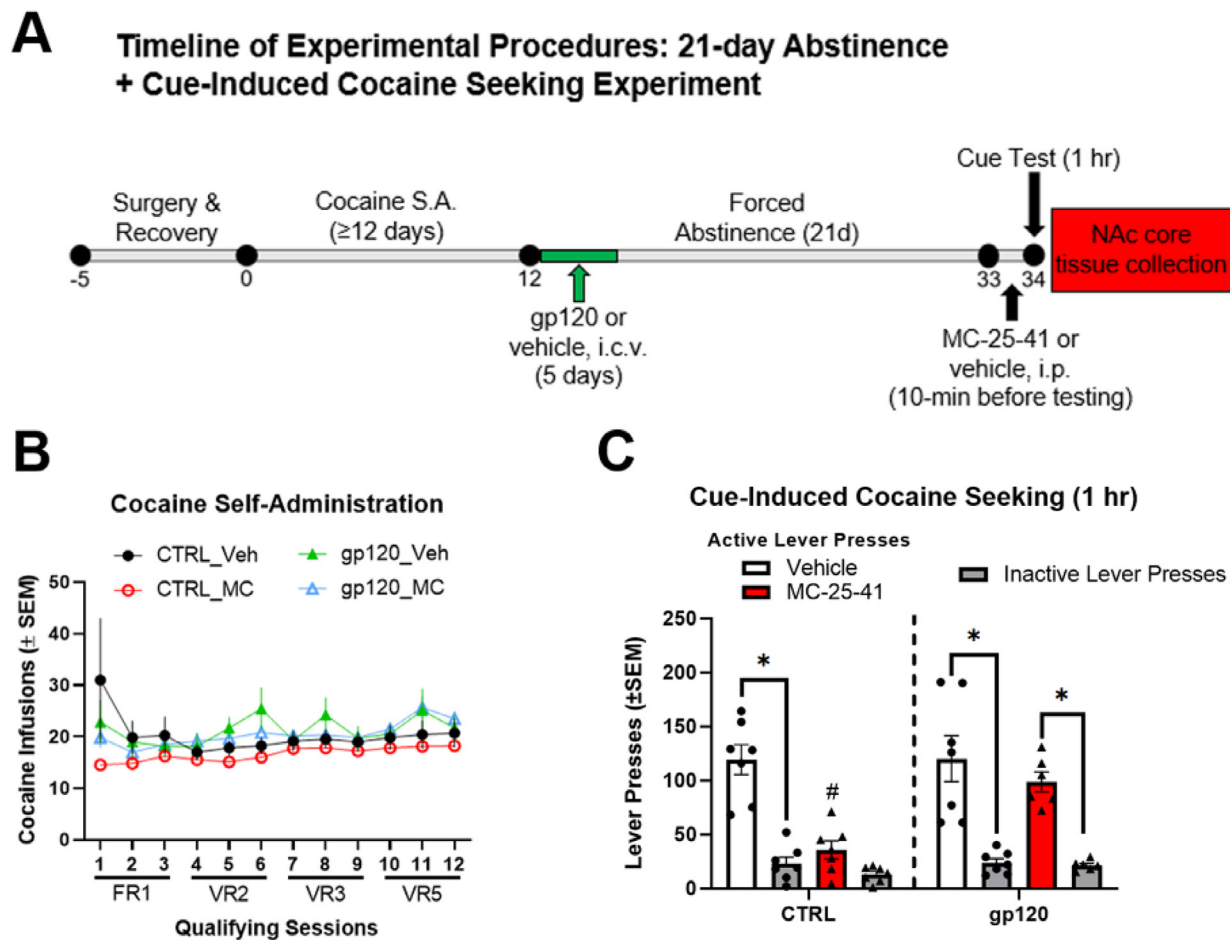 A
Timeline of Experimental Procedures: 21-day Abstinence
+ Cue-Induced Cocaine Seeking Experiment
Cue Test (1 hr)
Surgery &
Recovery
Cocaine S.A.
(≥12 days)
Forced
Abstinence (21d)
NAc core
tissue collection
-5
0
12
33
34
gp120 or
vehicle, i.c.v.
(5 days)
MC-25-41 or
vehicle, i.p.
(10-min before testing)
B
Cocaine Self-Administration
CTRL_Veh
gp120_Veh
CTRL_MC
gp120_MC
Cocaine Infusions (± SEM)
50
40
30
20
10
0
1 2 3 4 5 6 7 8 9 10 11 12
FR1 VR2 VR3 VR5
Qualifying Sessions
C
Cue-Induced Cocaine Seeking (1 hr)
Active Lever Presses
Vehicle
MC-25-41
Inactive Lever Presses
Lever Presses (±SEM)
250
200
150
100
50
0
*
#
*
*
CTRL
gp120